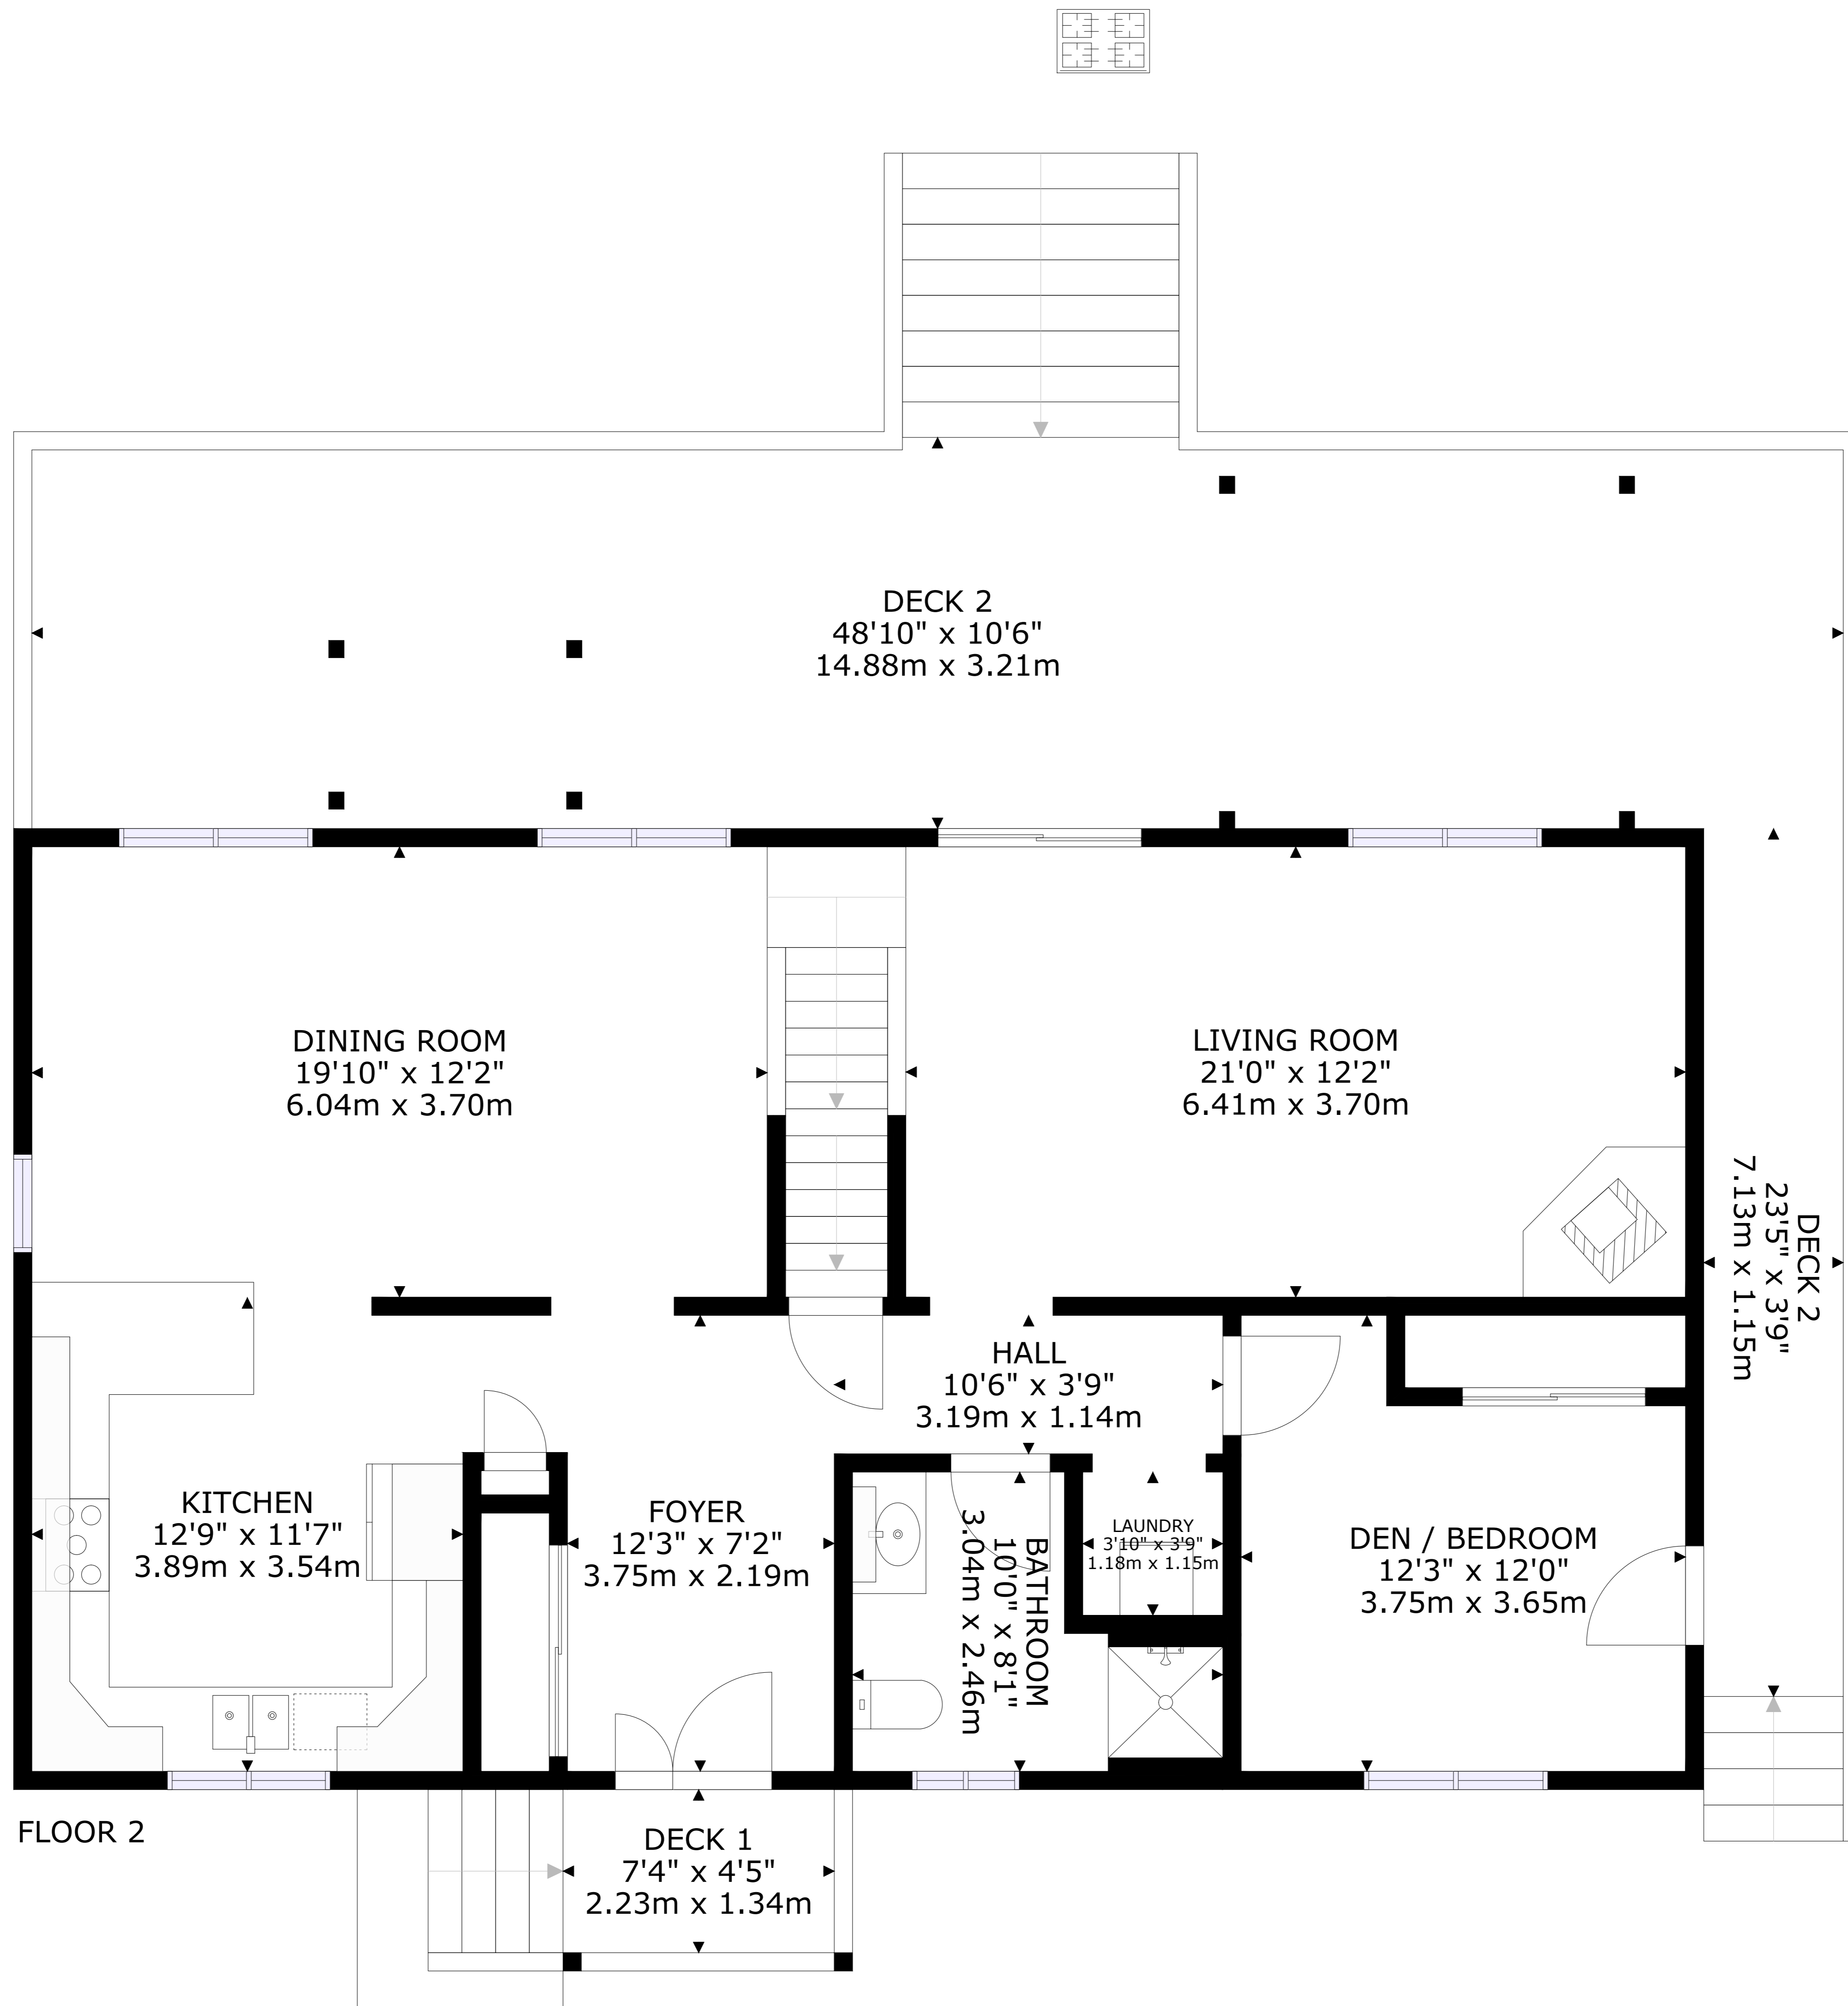 DECK 2
48'10" x 10'6"
14.88m x 3.21m
DINING ROOM
19'10" x 12'2"
6.04m x 3.70m
LIVING ROOM
21'0" x 12'2"
6.41m x 3.70m
DECK 2
23'5" x 3'9"
7.13m x 1.15m
HALL
10'6" x 3'9"
3.19m x 1.14m
KITCHEN
12'9" x 11'7"
3.89m x 3.54m
FOYER
12'3" x 7'2"
3.75m x 2.19m
BATHROOM
10'0" x 8'1"
3.04m x 2.46m
LAUNDRY
3'10" x 3'9"
1.18m x 1.15m
DEN / BEDROOM
12'3" x 12'0"
3.75m x 3.65m
FLOOR 2
DECK 1
7'4" x 4'5"
2.23m x 1.34m